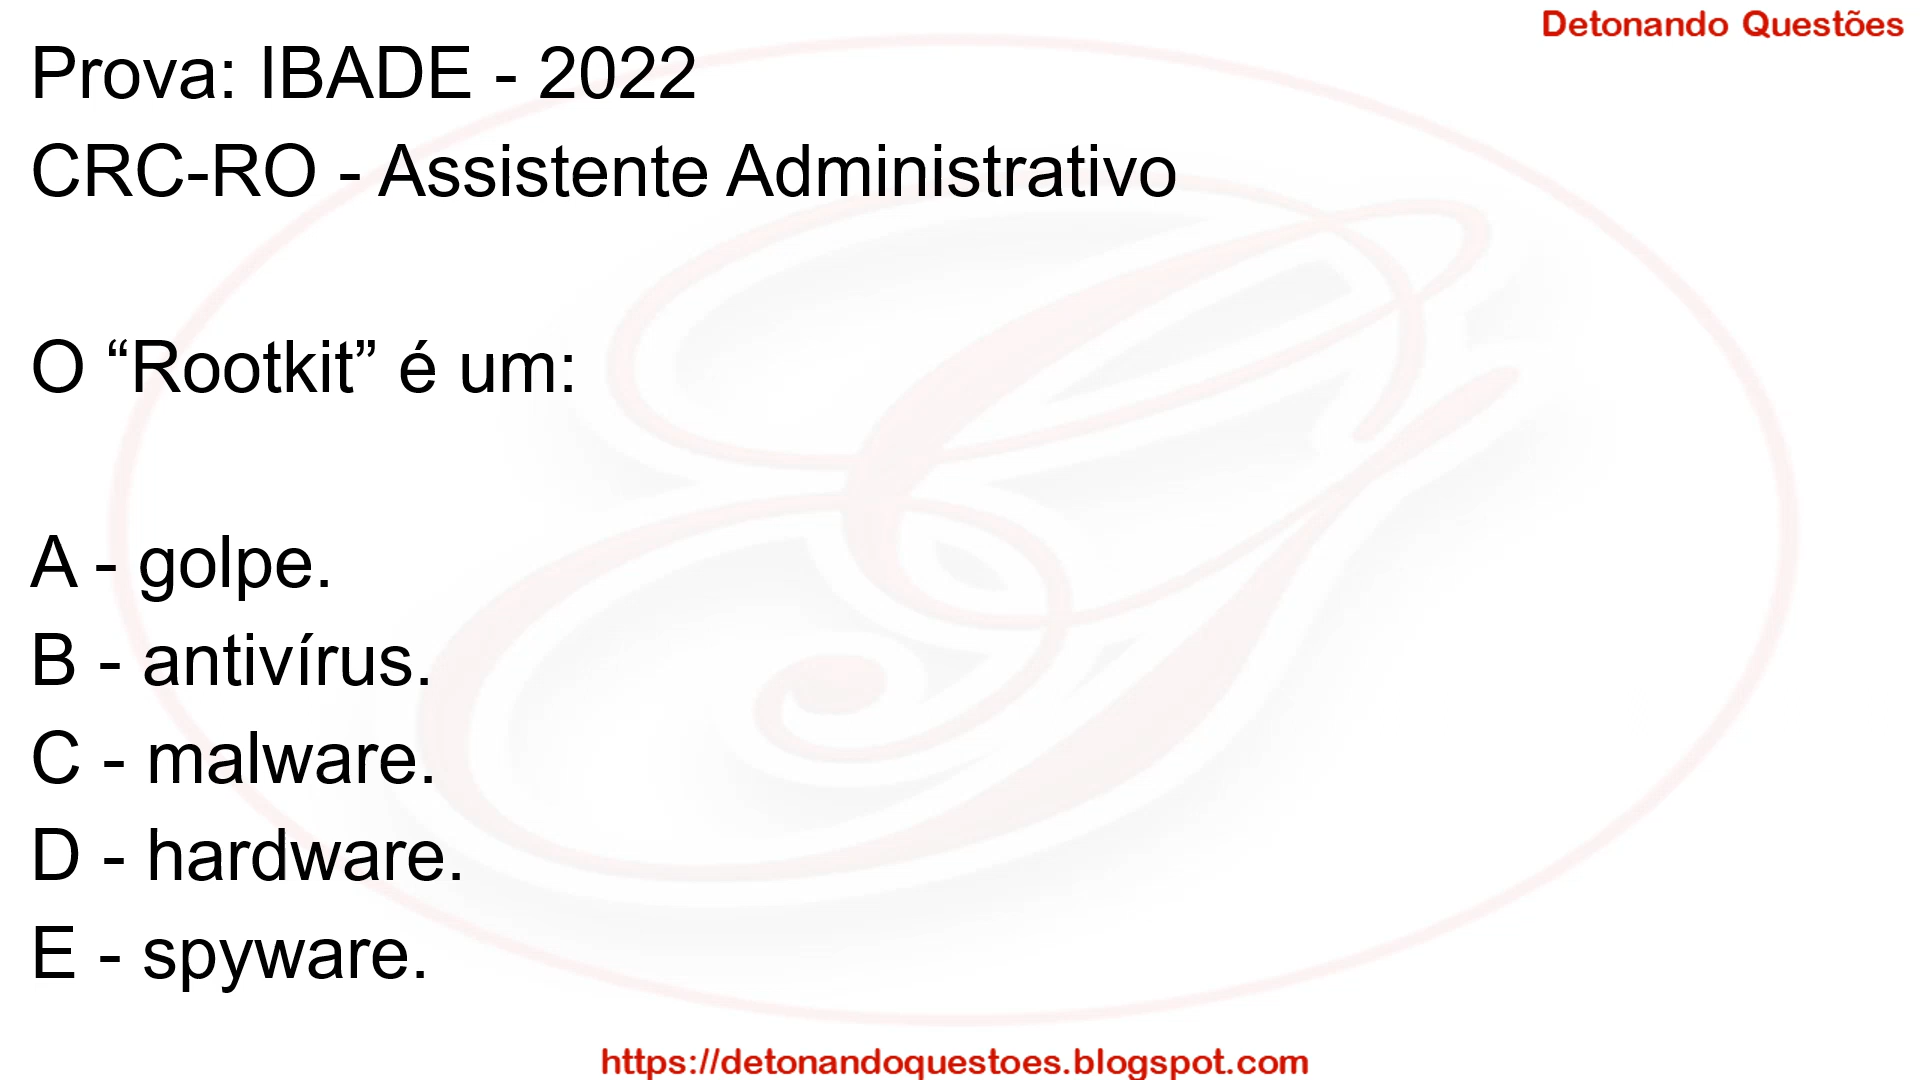 Detonando Questões
Prova: IBADE - 2022
CRC-RO - Assistente Administrativo
O “Rootkit” é um:
A - golpe.
B - antivírus.
C - malware.
D - hardware.
E - spyware.
https://detonandoquestoes.blogspot.com